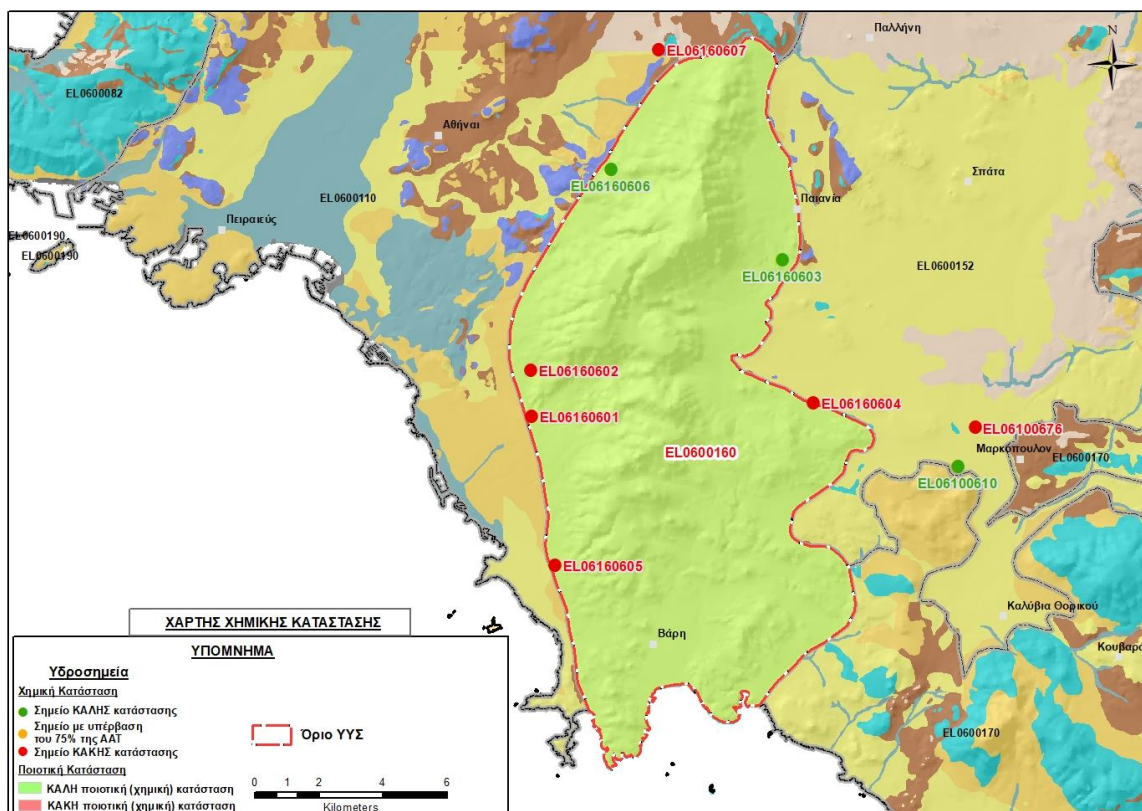 Παλλήνη
N
EL06160607
EL0600082
Αθήναι
Σπάτα
EL06160606
EL0600110
Παιανία
Πειραιεύς
EL0600190
EL0600190
EL06160603
EL0600152
EL06160602
EL06160604
EL06160601
EL06100676
EL0600160
Μαρκόπουλον
EL0600170
EL06100610
EL06160605
Καλύβια Θορικού
Βάρη
Κουβαρά
EL0600170
ΧΑΡΤΗΣ ΧΗΜΙΚΗΣ ΚΑΤΑΣΤΑΣΗΣ
ΥΠΟΜΝΗΜΑ
Υδροσημεία
Χημική Κατάσταση
Σημείο ΚΑΛΗΣ κατάστασης
Σημείο με υπέρβαση
του 75% της ΑΑΤ
Σημείο ΚΑΚΗΣ κατάστασης
Όριο ΥΥΣ
Ποιοτική Κατάσταση
ΚΑΛΗ ποιοτική (χημική) κατάσταση
ΚΑΚΗ ποιοτική (χημική) κατάσταση
0 1 2 4 6
Kilometers